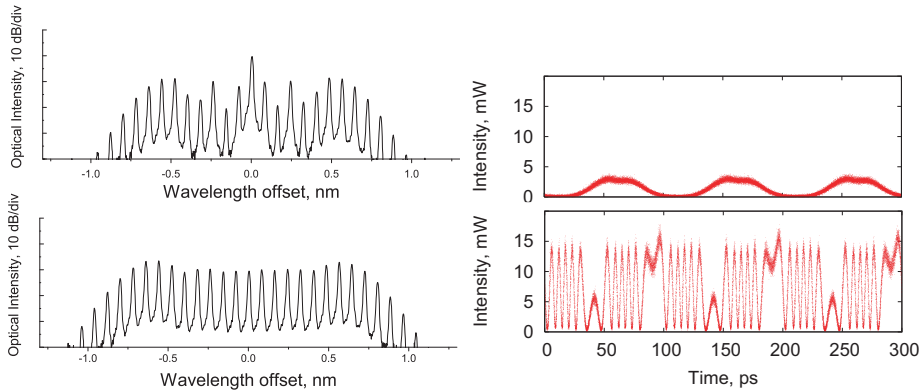 Optical Intensity, 10 dB/div
-1.0 -0.5 0.0 0.5 1.0
Wavelength offset, nm
Optical Intensity, 10 dB/div
-1.0 -0.5 0.0 0.5 1.0
Wavelength offset, nm
Intensity, mW
15
10
5
0
Intensity, mW
15
10
5
0
0 50 100 150 200 250 300
Time, ps